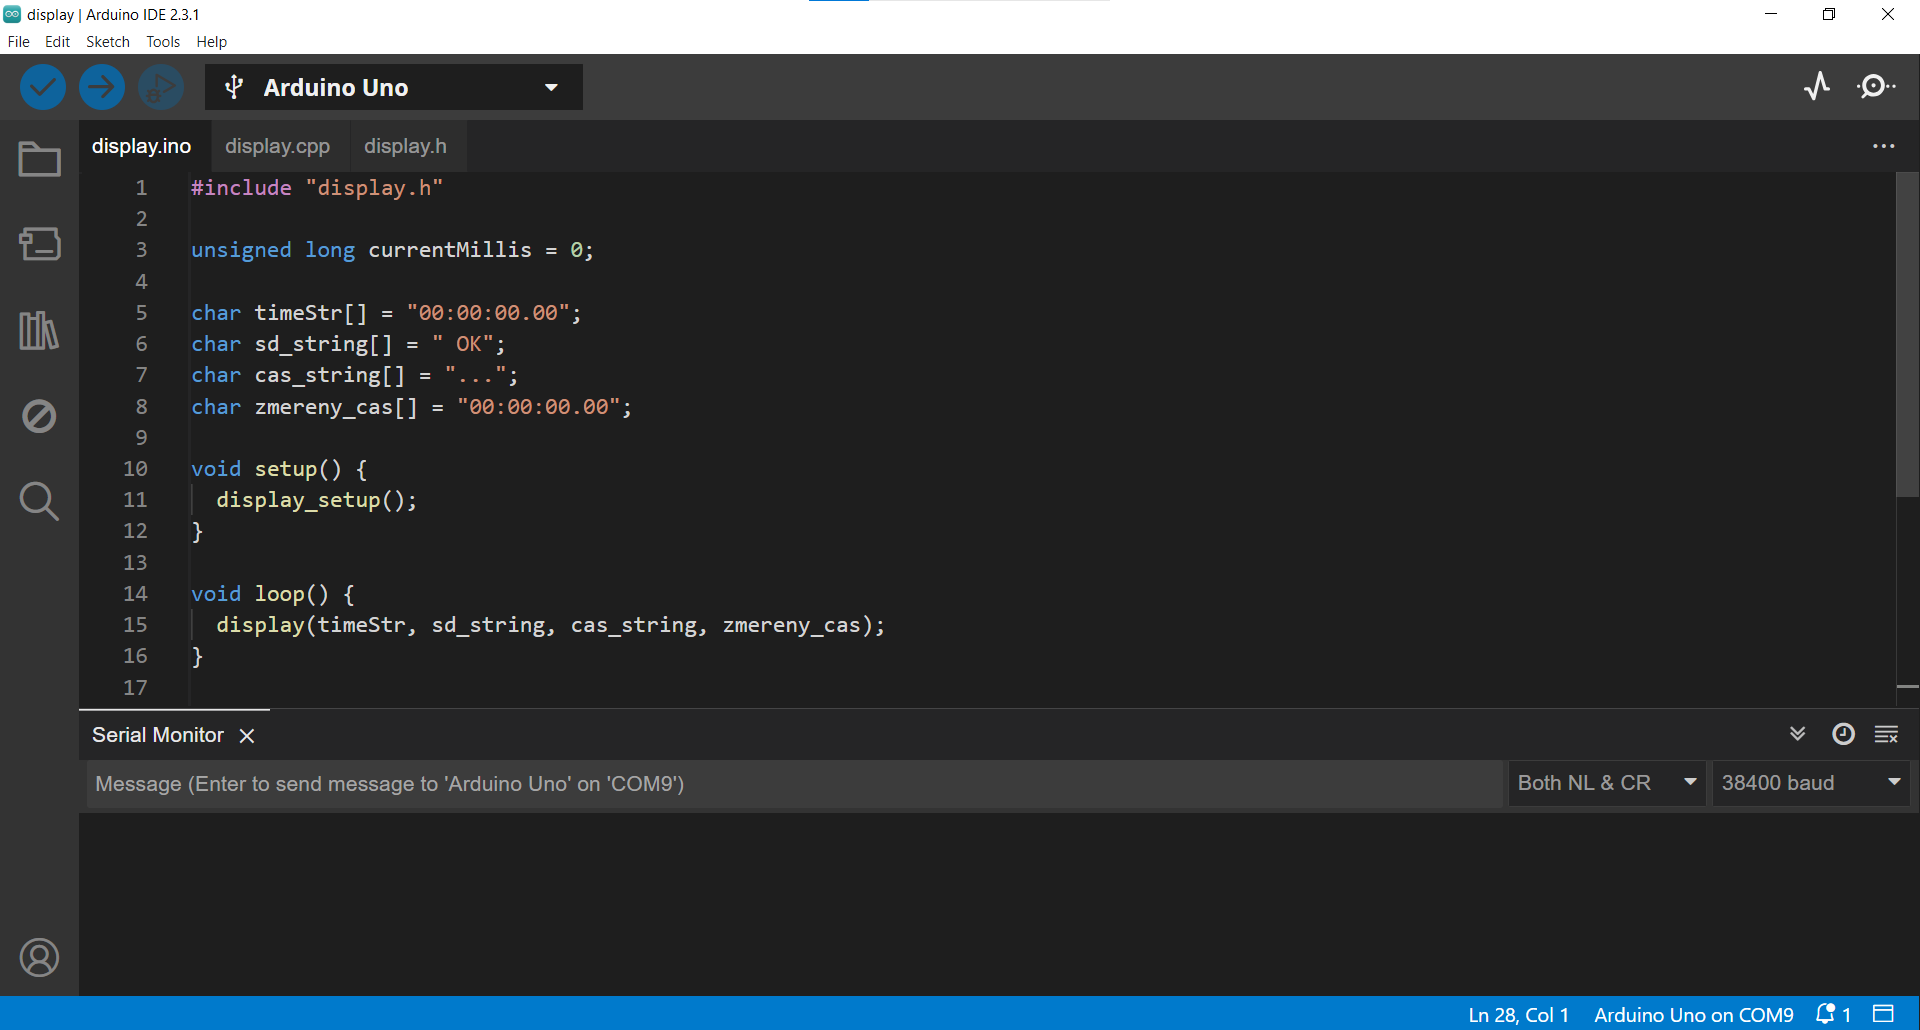 display | Arduino IDE 2.3.1
File Edit Sketch Tools Help
Arduino Uno
display.ino display.cpp display.h
1 #include "display.h"
2
3 unsigned long currentMillis = 0;
4
5 char timeStr[] = "00:00:00.00";
6 char sd_string[] = " OK";
7 char cas_string[] = "...";
8 char zmereny_cas[] = "00:00:00.00";
9
10 void setup() {
11 display_setup();
12 }
13
14 void loop() {
15 display(timeStr, sd_string, cas_string, zmereny_cas);
16 }
17
Serial Monitor
Message (Enter to send message to 'Arduino Uno' on 'COM9') Both NL & CR 38400 baud
Ln 28, Col 1 Arduino Uno on COM9 1